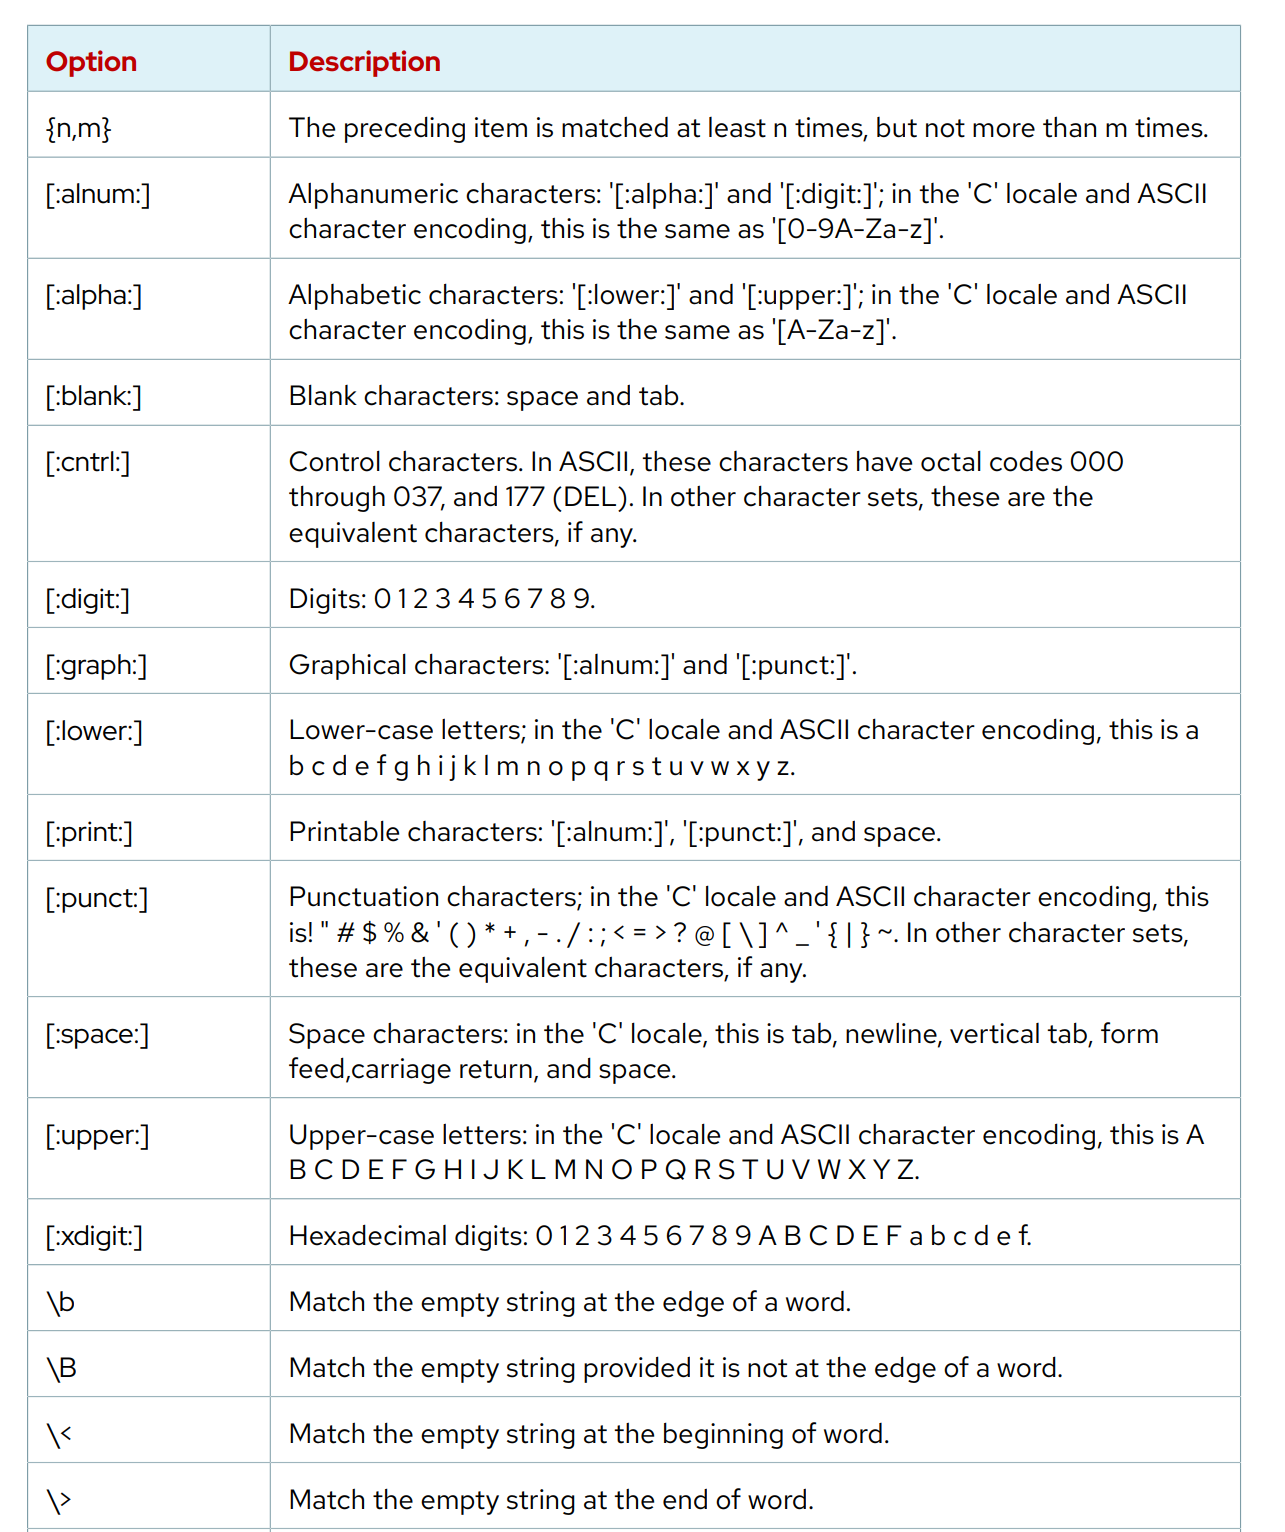 Option Description
{n,m} The preceding item is matched at least n times, but not more than m times.
[:alnum:] Alphanumeric characters: '[:alpha:]' and '[:digit:]'; in the 'C' locale and ASCII
character encoding, this is the same as '[0-9A-Za-z]'.
[:alpha:] Alphabetic characters: '[:lower:]' and '[:upper:]'; in the 'C' locale and ASCII
character encoding, this is the same as '[A-Za-z]'.
[:blank:] Blank characters: space and tab.
[:cntrl:] Control characters. In ASCII, these characters have octal codes 000
through 037, and 177 (DEL). In other character sets, these are the
equivalent characters, if any.
[:digit:] Digits: 0 1 2 3 4 5 6 7 8 9.
[:graph:] Graphical characters: '[:alnum:]' and '[:punct:]'.
[:lower:] Lower-case letters; in the 'C' locale and ASCII character encoding, this is a
b c d e f g h i j k l m n o p q r s t u v w x y z.
[:print:] Printable characters: '[:alnum:]', '[:punct:]', and space.
[:punct:] Punctuation characters; in the 'C' locale and ASCII character encoding, this
is! " # $ % & ' ( ) * + , - . / : ; < = > ? @ [ \ ] ^ _ ' { | } ~. In other character sets,
these are the equivalent characters, if any.
[:space:] Space characters: in the 'C' locale, this is tab, newline, vertical tab, form
feed,carriage return, and space.
[:upper:] Upper-case letters: in the 'C' locale and ASCII character encoding, this is A
B C D E F G H I J K L M N O P Q R S T U V W X Y Z.
[:xdigit:] Hexadecimal digits: 0 1 2 3 4 5 6 7 8 9 A B C D E F a b c d e f.
\b Match the empty string at the edge of a word.
\B Match the empty string provided it is not at the edge of a word.
\< Match the empty string at the beginning of word.
\> Match the empty string at the end of word.